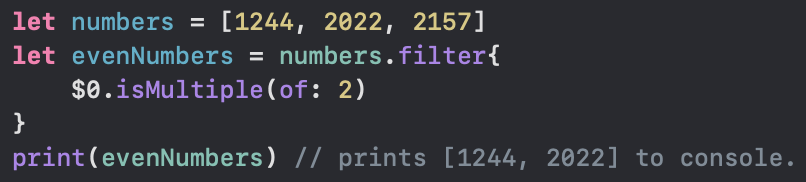 let numbers = [1244, 2022, 2157]
let evenNumbers = numbers.filter{
    $0.isMultiple(of: 2)
}
print(evenNumbers) // prints [1244, 2022] to console.